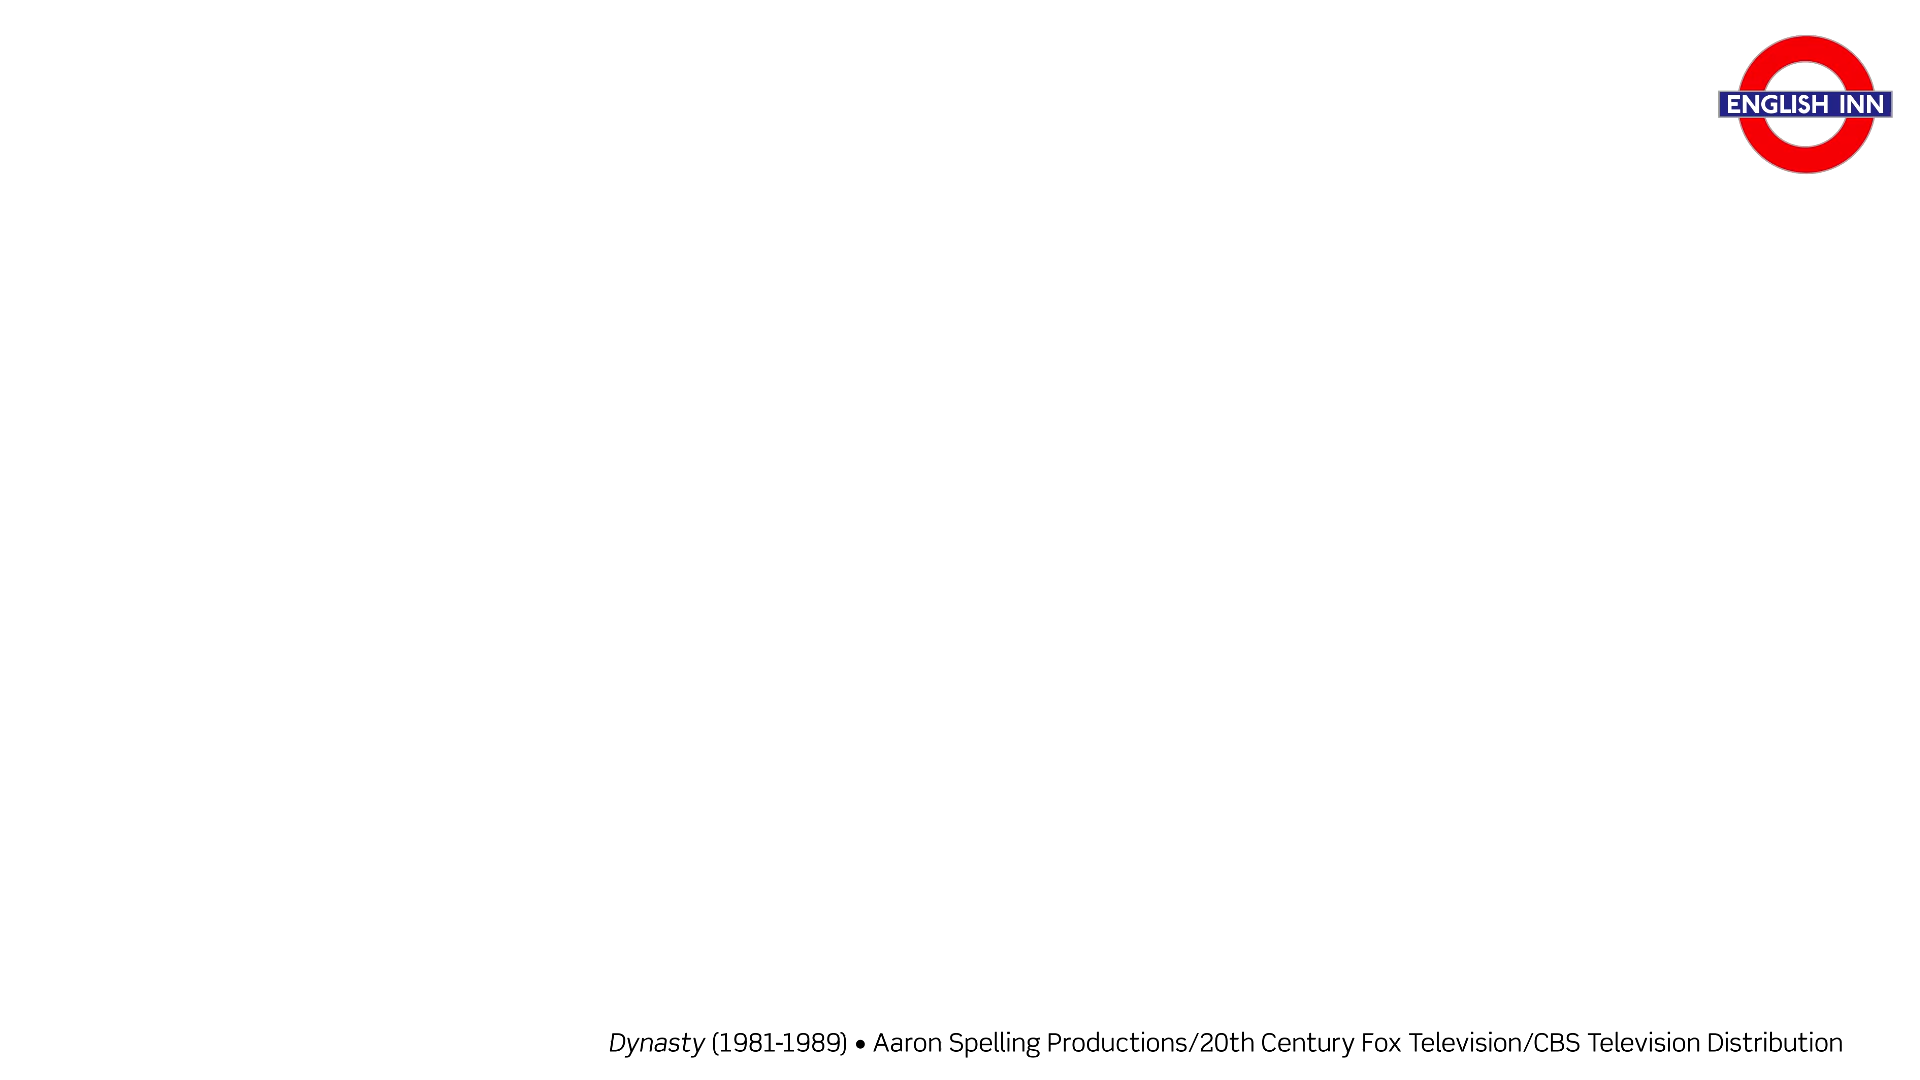 ENGLISH INN
Dynasty (1981-1989) • Aaron Spelling Productions/20th Century Fox Television/CBS Television Distribution